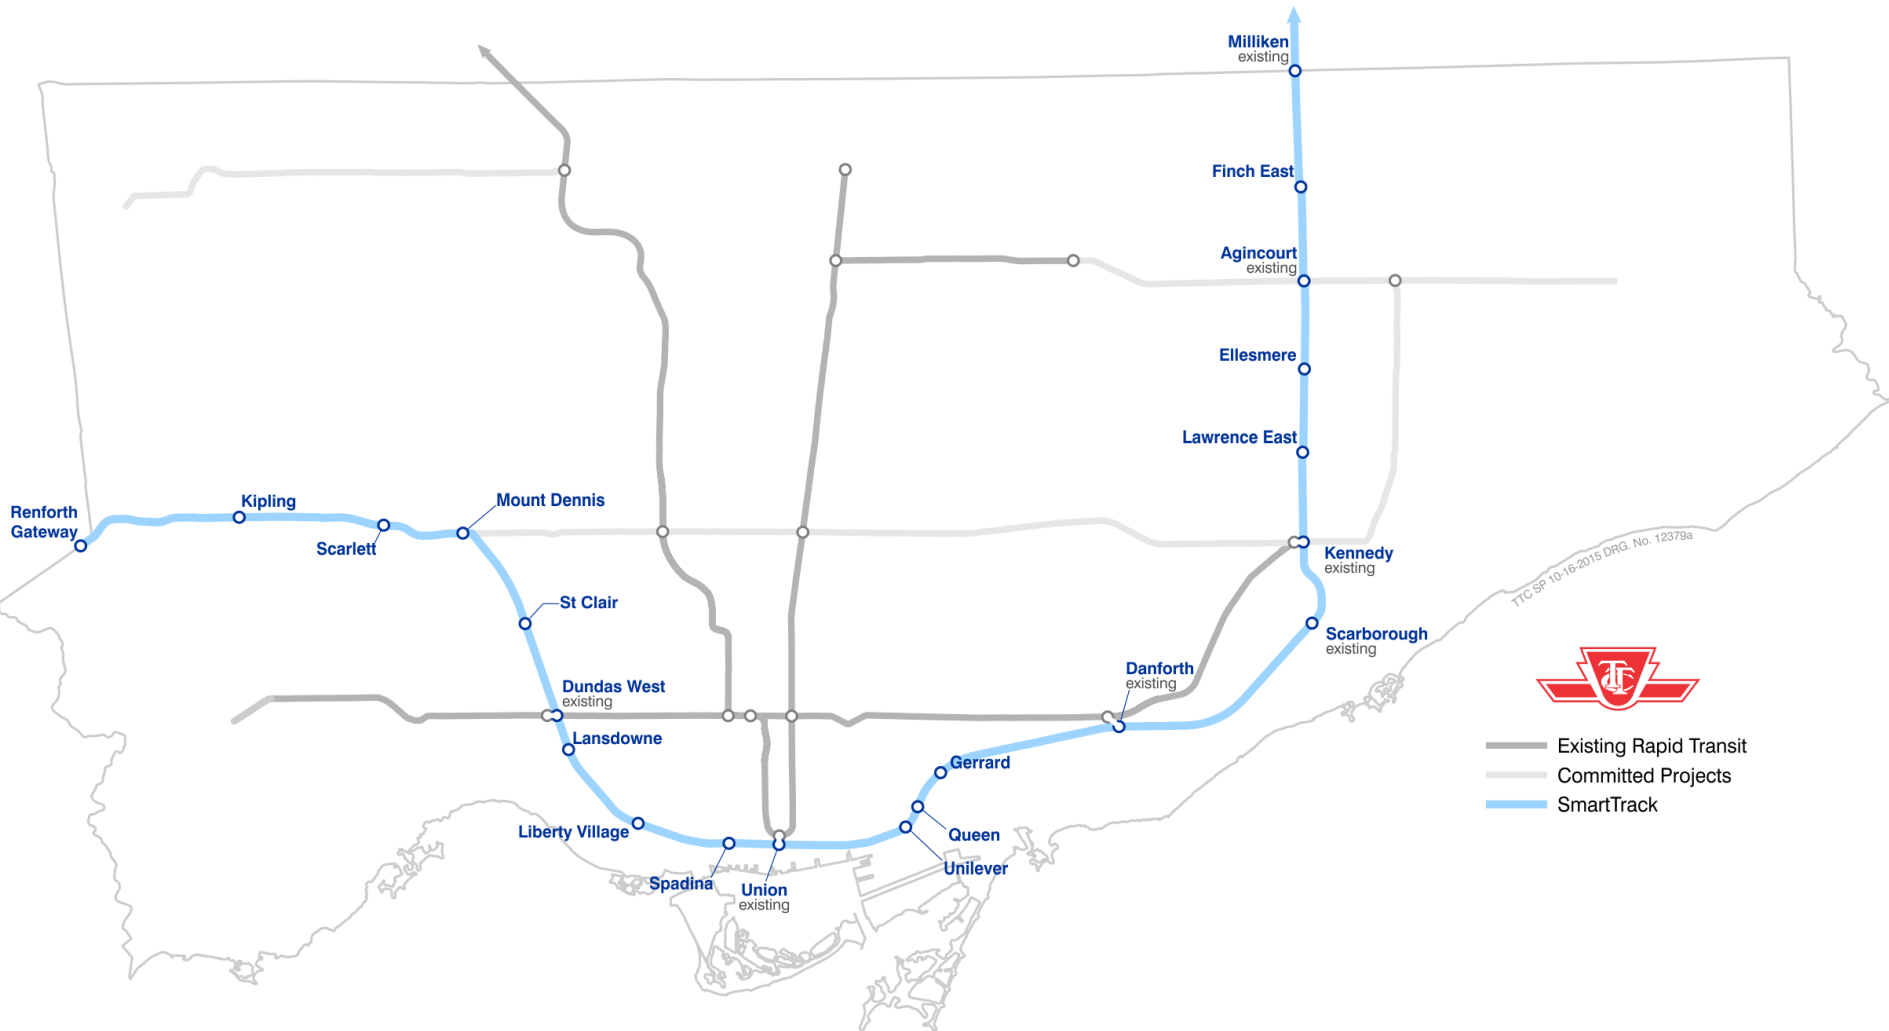 Milliken
existing
Finch East
Agincourt
existing
Ellesmere
Lawrence East
Renforth
Gateway
Kipling
Scarlett
Mount Dennis
St Clair
Kennedy
existing
TTC SP 10-16-2015 DRG. No. 12379a
Scarborough
existing
Danforth
existing
Dundas West
existing
Lansdowne
Gerrard
Liberty Village
Queen
Unilever
Spadina
Union
existing
TTC
Existing Rapid Transit
Committed Projects
SmartTrack